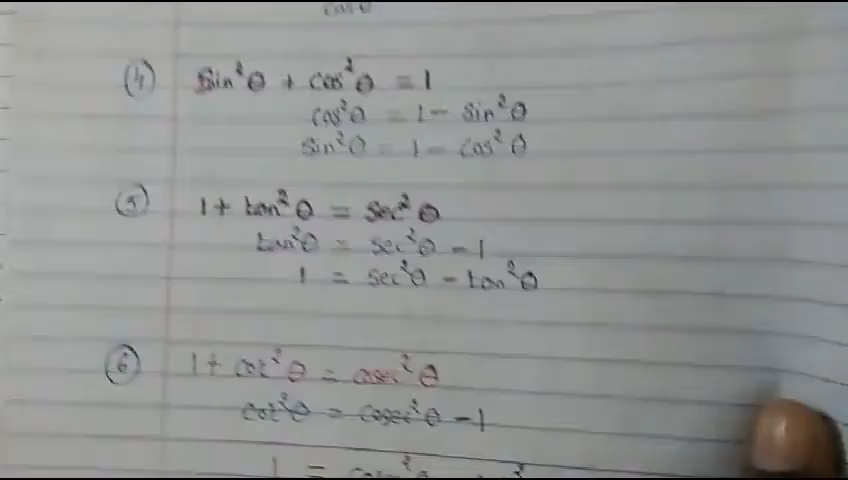 (4) sin²θ + cos²θ = 1
cos²θ = 1 - sin²θ
sin²θ = 1 - cos²θ
(5) 1 + tan²θ = sec²θ
tan²θ = sec²θ - 1
1 = sec²θ - tan²θ
(6) 1 + cot²θ = cosec²θ
cot²θ = cosec²θ - 1
1 =